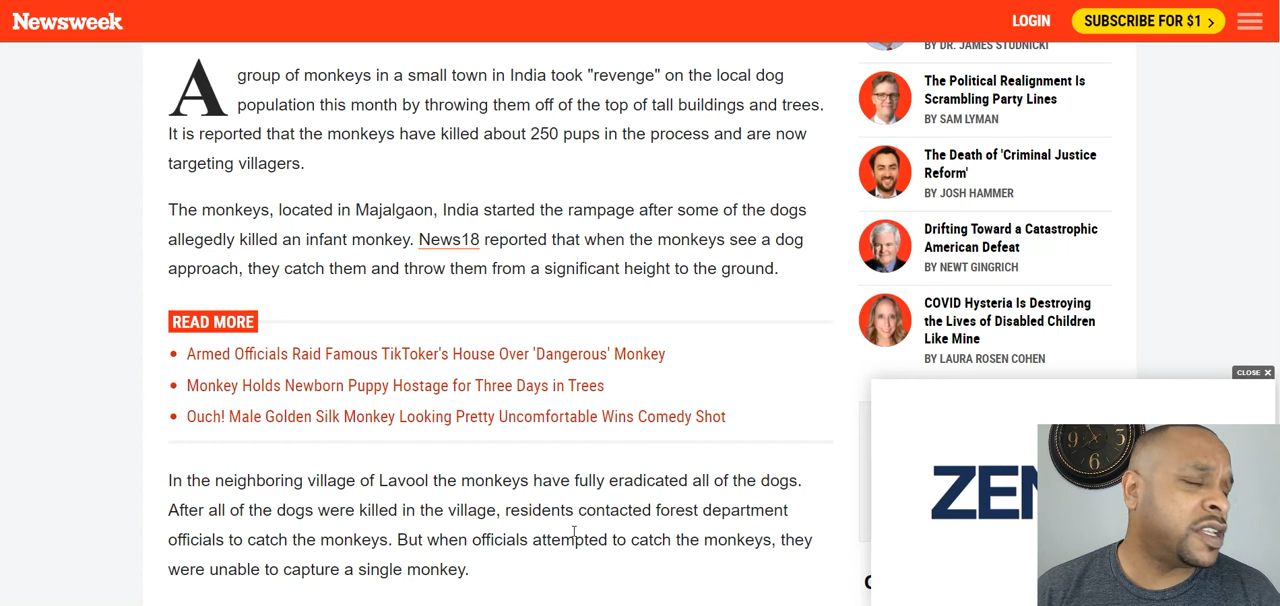 Newsweek
LOGIN
SUBSCRIBE FOR $1 >
A group of monkeys in a small town in India took "revenge" on the local dog
population this month by throwing them off of the top of tall buildings and trees.
It is reported that the monkeys have killed about 250 pups in the process and are now
targeting villagers.
The monkeys, located in Majalgaon, India started the rampage after some of the dogs
allegedly killed an infant monkey. News18 reported that when the monkeys see a dog
approach, they catch them and throw them from a significant height to the ground.
READ MORE
Armed Officials Raid Famous TikToker's House Over 'Dangerous' Monkey
Monkey Holds Newborn Puppy Hostage for Three Days in Trees
Ouch! Male Golden Silk Monkey Looking Pretty Uncomfortable Wins Comedy Shot
In the neighboring village of Lavool the monkeys have fully eradicated all of the dogs.
After all of the dogs were killed in the village, residents contacted forest department
officials to catch the monkeys. But when officials attempted to catch the monkeys, they
were unable to capture a single monkey.
BY DR. JAMES STUDNICKI
The Political Realignment Is
Scrambling Party Lines
BY SAM LYMAN
The Death of 'Criminal Justice
Reform'
BY JOSH HAMMER
Drifting Toward a Catastrophic
American Defeat
BY NEWT GINGRICH
COVID Hysteria Is Destroying
the Lives of Disabled Children
Like Mine
BY LAURA ROSEN COHEN
CLOSE X
ZEN
9
3
6